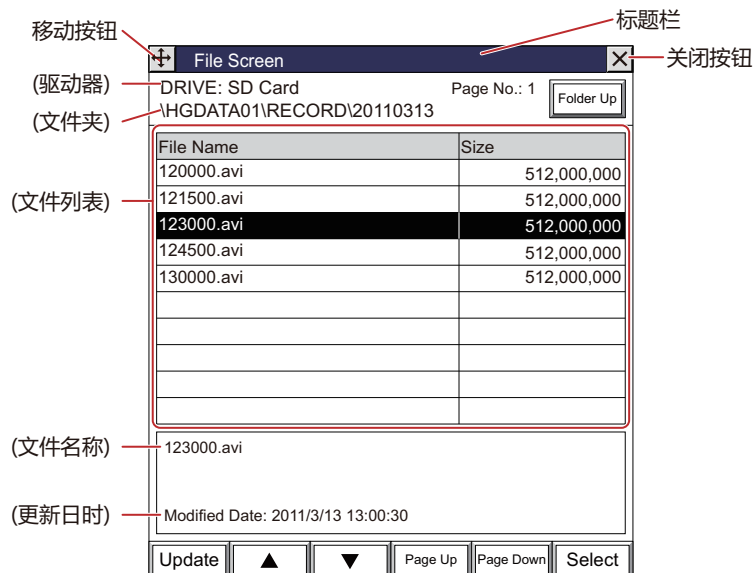 移动按钮
标题栏
File Screen
关闭按钮
(驱动器)
DRIVE: SD Card
Page No.: 1
Folder Up
(文件夹)
\HGDATA01\RECORD\20110313
File Name Size
120000.avi 512,000,000
(文件列表)
121500.avi 512,000,000
123000.avi 512,000,000
124500.avi 512,000,000
130000.avi 512,000,000
(文件名称)
123000.avi
(更新日时)
Modified Date: 2011/3/13 13:00:30
Update ▲ ▼ Page Up Page Down Select